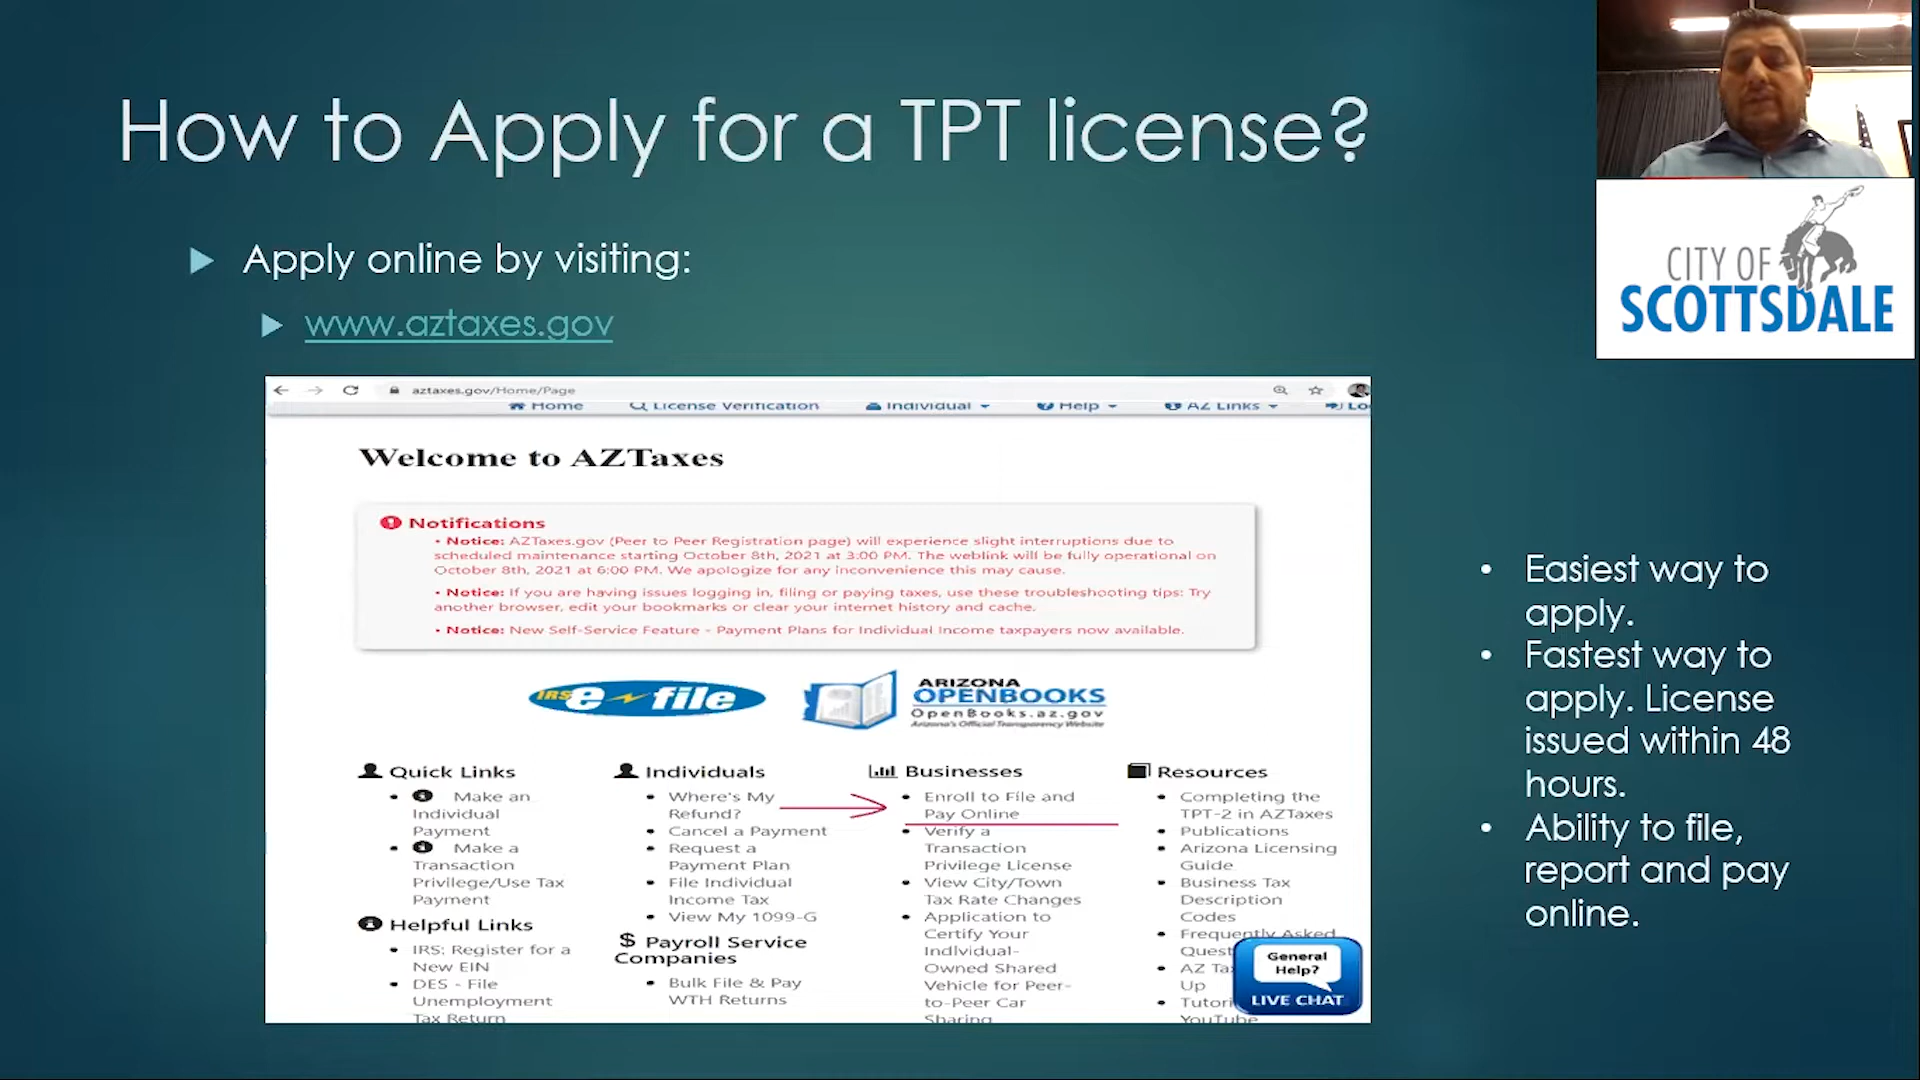 How to Apply for a TPT license?
CITY OF
SCOTTSDALE
Apply online by visiting:
www.aztaxes.gov
aztaxes.gov/Home/Page
Home
License Verification
Individual
Help
AZ Links
Welcome to AZTaxes
Notifications
• Notice: AZTaxes.gov (Peer to Peer Registration page) will experience slight interruptions due to
scheduled maintenance starting October 8th, 2021 at 3:00 PM. The weblink will be fully operational on
October 8th, 2021 at 6:00 PM. We apologize for any inconvenience this may cause.
• Notice: If you are having issues logging in, filing or paying taxes, use these troubleshooting tips: Try
another browser, edit your bookmarks or clear your internet history and cache.
• Notice: New Self-Service Feature - Payment Plans for Individual Income taxpayers now available.
IRS e file
ARIZONA
OPENBOOKS
OpenBooks.az.gov
Arizona's Official Transparency Website
Quick Links
• Make an
Individual
Payment
• Make a
Transaction
Privilege/Use Tax
Payment
Helpful Links
• IRS: Register for a
New EIN
• DES - File
Unemployment
Tax Return
Individuals
• Where's My
Refund?
• Cancel a Payment
• Request a
Payment Plan
• File Individual
Income Tax
• View My 1099-G
$ Payroll Service
Companies
• Bulk File & Pay
WTH Returns
Businesses
• Enroll to File and
Pay Online
• Verify a
Transaction
Privilege License
• View City/Town
Tax Rate Changes
• Application to
Certify Your
Individual-
Owned Shared
Vehicle for Peer-
to-Peer Car
Sharing
Resources
• Completing the
TPT-2 in AZTaxes
• Publications
• Arizona Licensing
Guide
• Business Tax
Description
Codes
• Frequently Asked
• AZ
Up
YouTube
General
Help?
LIVE CHAT
• Easiest way to
apply.
• Fastest way to
apply. License
issued within 48
hours.
• Ability to file,
report and pay
online.